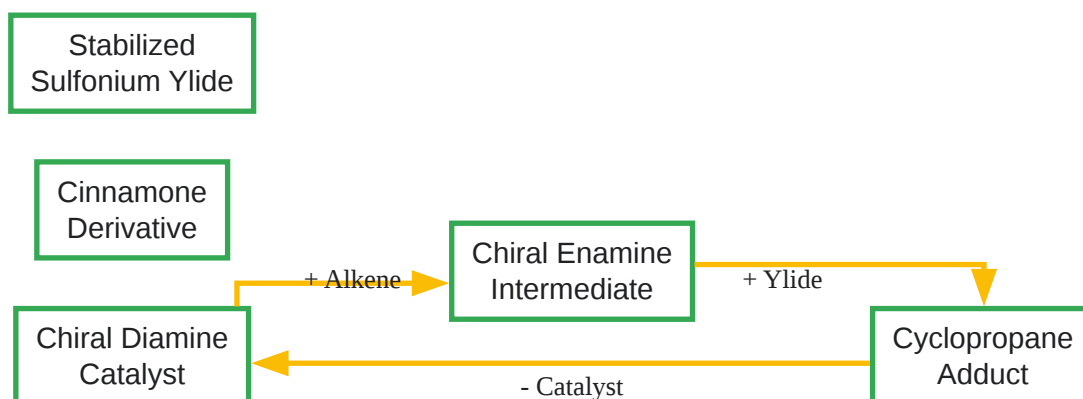 Stabilized
Sulfonium Ylide
Cinnamone
Derivative
Chiral Enamine
Intermediate
+ Alkene
+ Ylide
Chiral Diamine
Catalyst
Cyclopropane
Adduct
- Catalyst